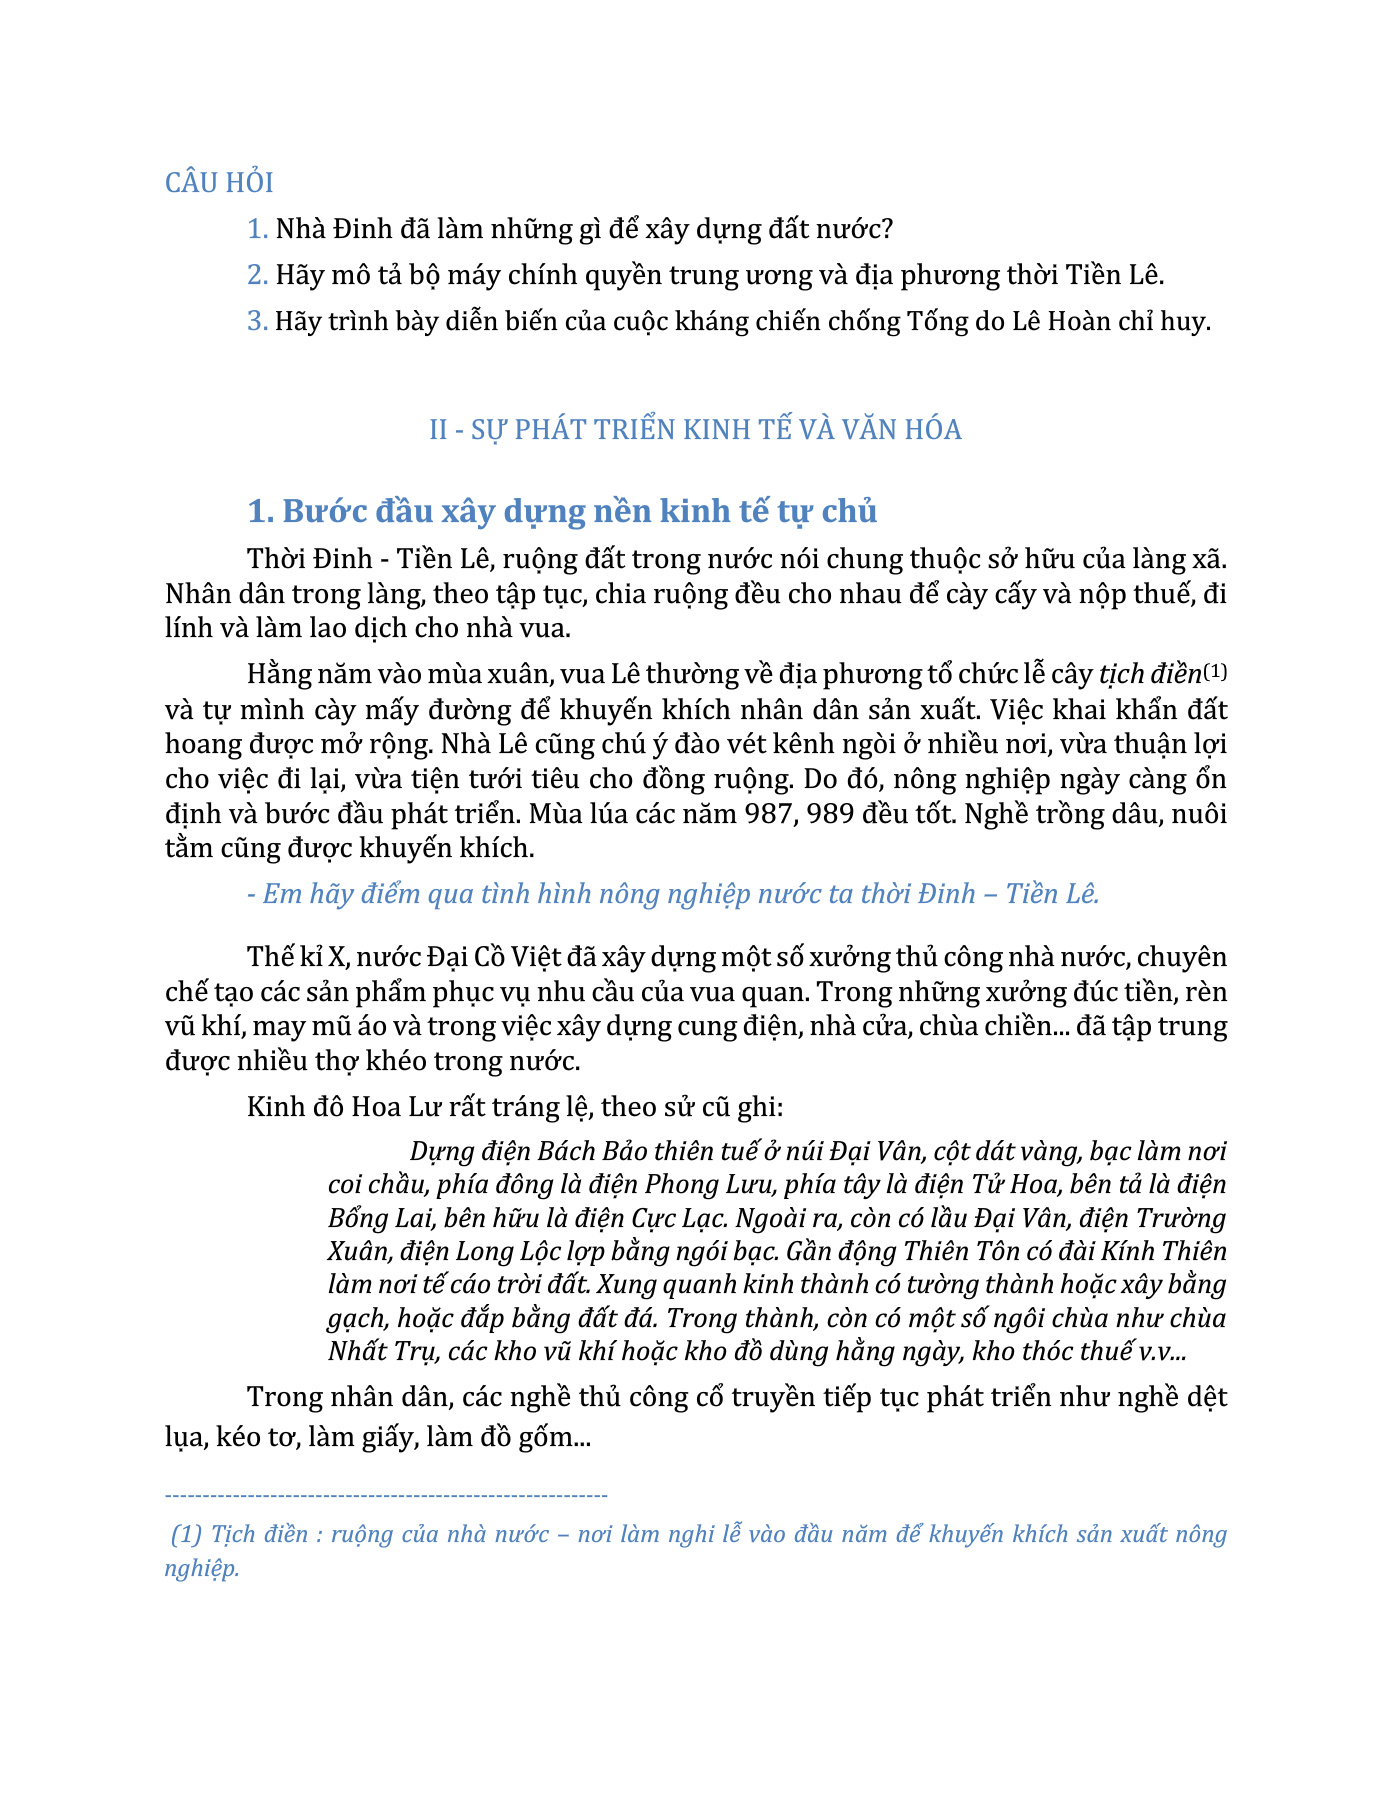 CÂU HỎI
1. Nhà Đinh đã làm những gì để xây dựng đất nước?
2. Hãy mô tả bộ máy chính quyền trung ương và địa phương thời Tiền Lê.
3. Hãy trình bày diễn biến của cuộc kháng chiến chống Tống do Lê Hoàn chỉ huy.
II - SỰ PHÁT TRIỂN KINH TẾ VÀ VĂN HÓA
1. Bước đầu xây dựng nền kinh tế tự chủ
Thời Đinh - Tiền Lê, ruộng đất trong nước nói chung thuộc sở hữu của làng xã.
Nhân dân trong làng, theo tập tục, chia ruộng đều cho nhau để cày cấy và nộp thuế, đi
lính và làm lao dịch cho nhà vua.
Hằng năm vào mùa xuân, vua Lê thường về địa phương tổ chức lễ cây tịch điền(1)
và tự mình cày mấy đường để khuyến khích nhân dân sản xuất. Việc khai khẩn đất
hoang được mở rộng. Nhà Lê cũng chú ý đào vét kênh ngòi ở nhiều nơi, vừa thuận lợi
cho việc đi lại, vừa tiện tưới tiêu cho đồng ruộng. Do đó, nông nghiệp ngày càng ổn
định và bước đầu phát triển. Mùa lúa các năm 987, 989 đều tốt. Nghề trồng dâu, nuôi
tằm cũng được khuyến khích.
- Em hãy điểm qua tình hình nông nghiệp nước ta thời Đinh – Tiền Lê.
Thế kỉ X, nước Đại Cồ Việt đã xây dựng một số xưởng thủ công nhà nước, chuyên
chế tạo các sản phẩm phục vụ nhu cầu của vua quan. Trong những xưởng đúc tiền, rèn
vũ khí, may mũ áo và trong việc xây dựng cung điện, nhà cửa, chùa chiền... đã tập trung
được nhiều thợ khéo trong nước.
Kinh đô Hoa Lư rất tráng lệ, theo sử cũ ghi:
Dựng điện Bách Bảo thiên tuế ở núi Đại Vân, cột dát vàng, bạc làm nơi
coi chầu, phía đông là điện Phong Lưu, phía tây là điện Tử Hoa, bên tả là điện
Bổng Lai, bên hữu là điện Cực Lạc. Ngoài ra, còn có lầu Đại Vân, điện Trường
Xuân, điện Long Lộc lợp bằng ngói bạc. Gần động Thiên Tôn có đài Kính Thiên
làm nơi tế cáo trời đất. Xung quanh kinh thành có tường thành hoặc xây bằng
gạch, hoặc đắp bằng đất đá. Trong thành, còn có một số ngôi chùa như chùa
Nhất Trụ, các kho vũ khí hoặc kho đồ dùng hằng ngày, kho thóc thuế v.v...
Trong nhân dân, các nghề thủ công cổ truyền tiếp tục phát triển như nghề dệt
lụa, kéo tơ, làm giấy, làm đồ gốm...
-----------------------------------------------------------
(1) Tịch điền : ruộng của nhà nước – nơi làm nghi lễ vào đầu năm để khuyến khích sản xuất nông
nghiệp.